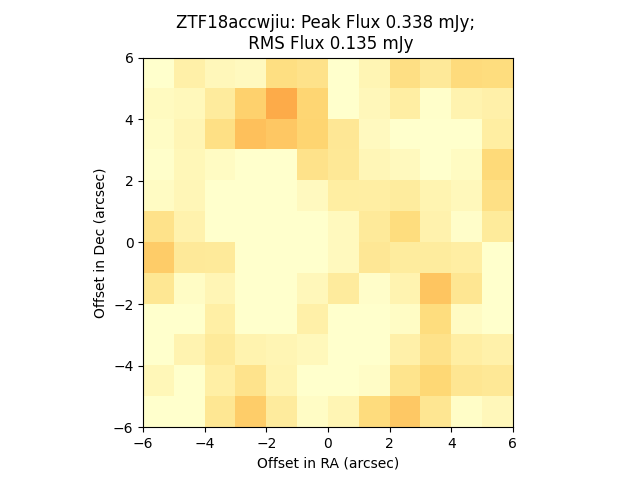 ZTF18accwjiu: Peak Flux 0.338 mJy;
RMS Flux 0.135 mJy
6
4
2
0
−2
−4
−6
Offset in Dec (arcsec)
−6 −4 −2 0 2 4 6
Offset in RA (arcsec)